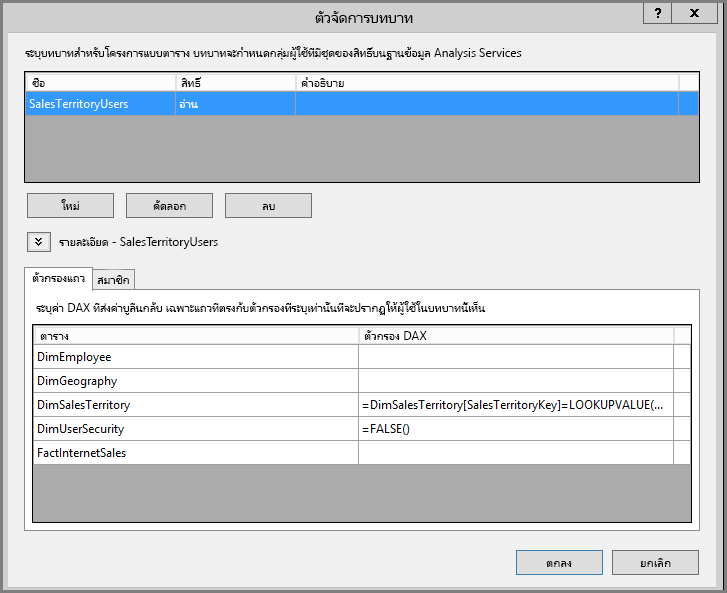 ตัวจัดการบทบาท
? x
ระบุบทบาทสำหรับโครงการแบบตาราง บทบาทจะกำหนดกลุ่มผู้ใช้ที่มีชุดของสิทธิ์บนฐานข้อมูล Analysis Services
ชื่อ สิทธิ์ คำอธิบาย
SalesTerritoryUsers อ่าน
ใหม่ คัดลอก ลบ
รายละเอียด - SalesTerritoryUsers
ตัวกรองแถว สมาชิก
ระบุค่า DAX ที่ส่งค่าบูลีนกลับ เฉพาะแถวที่ตรงกับตัวกรองที่ระบุเท่านั้นที่จะปรากฏให้ผู้ใช้ในบทบาทนี้เห็น
ตาราง ตัวกรอง DAX
DimEmployee
DimGeography
DimSalesTerritory =DimSalesTerritory[SalesTerritoryKey]=LOOKUPVALUE(...
DimUserSecurity =FALSE()
FactInternetSales
ตกลง ยกเลิก